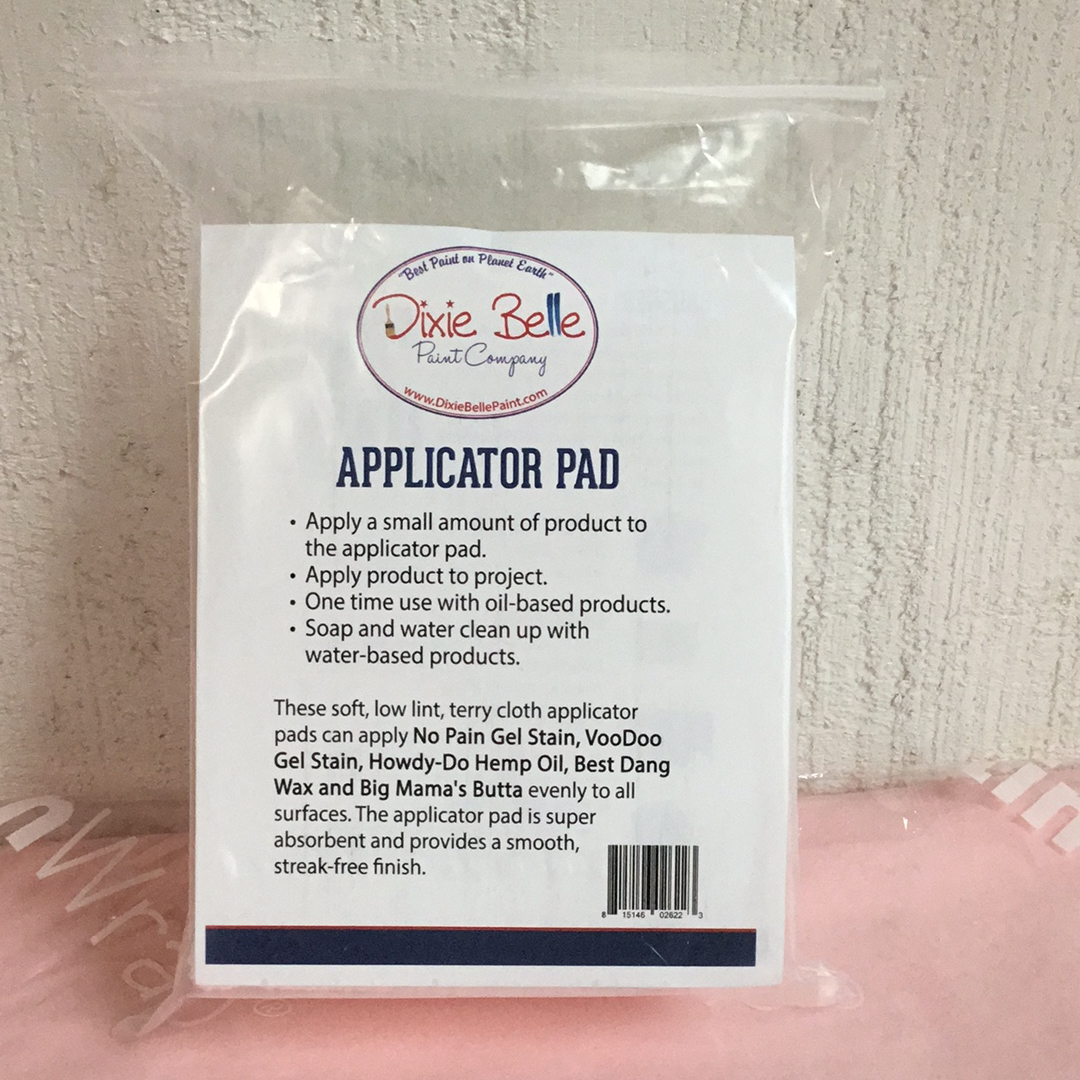 "Best Paint on Planet Earth"
Dixie Belle
Paint Company
www.DixieBellePaint.com
APPLICATOR PAD
• Apply a small amount of product to
the applicator pad.
• Apply product to project.
• One time use with oil-based products.
• Soap and water clean up with
water-based products.
These soft, low lint, terry cloth applicator
pads can apply No Pain Gel Stain, VooDoo
Gel Stain, Howdy-Do Hemp Oil, Best Dang
Wax and Big Mama's Butta evenly to all
surfaces. The applicator pad is super
absorbent and provides a smooth,
streak-free finish.
8 15146 02622 3